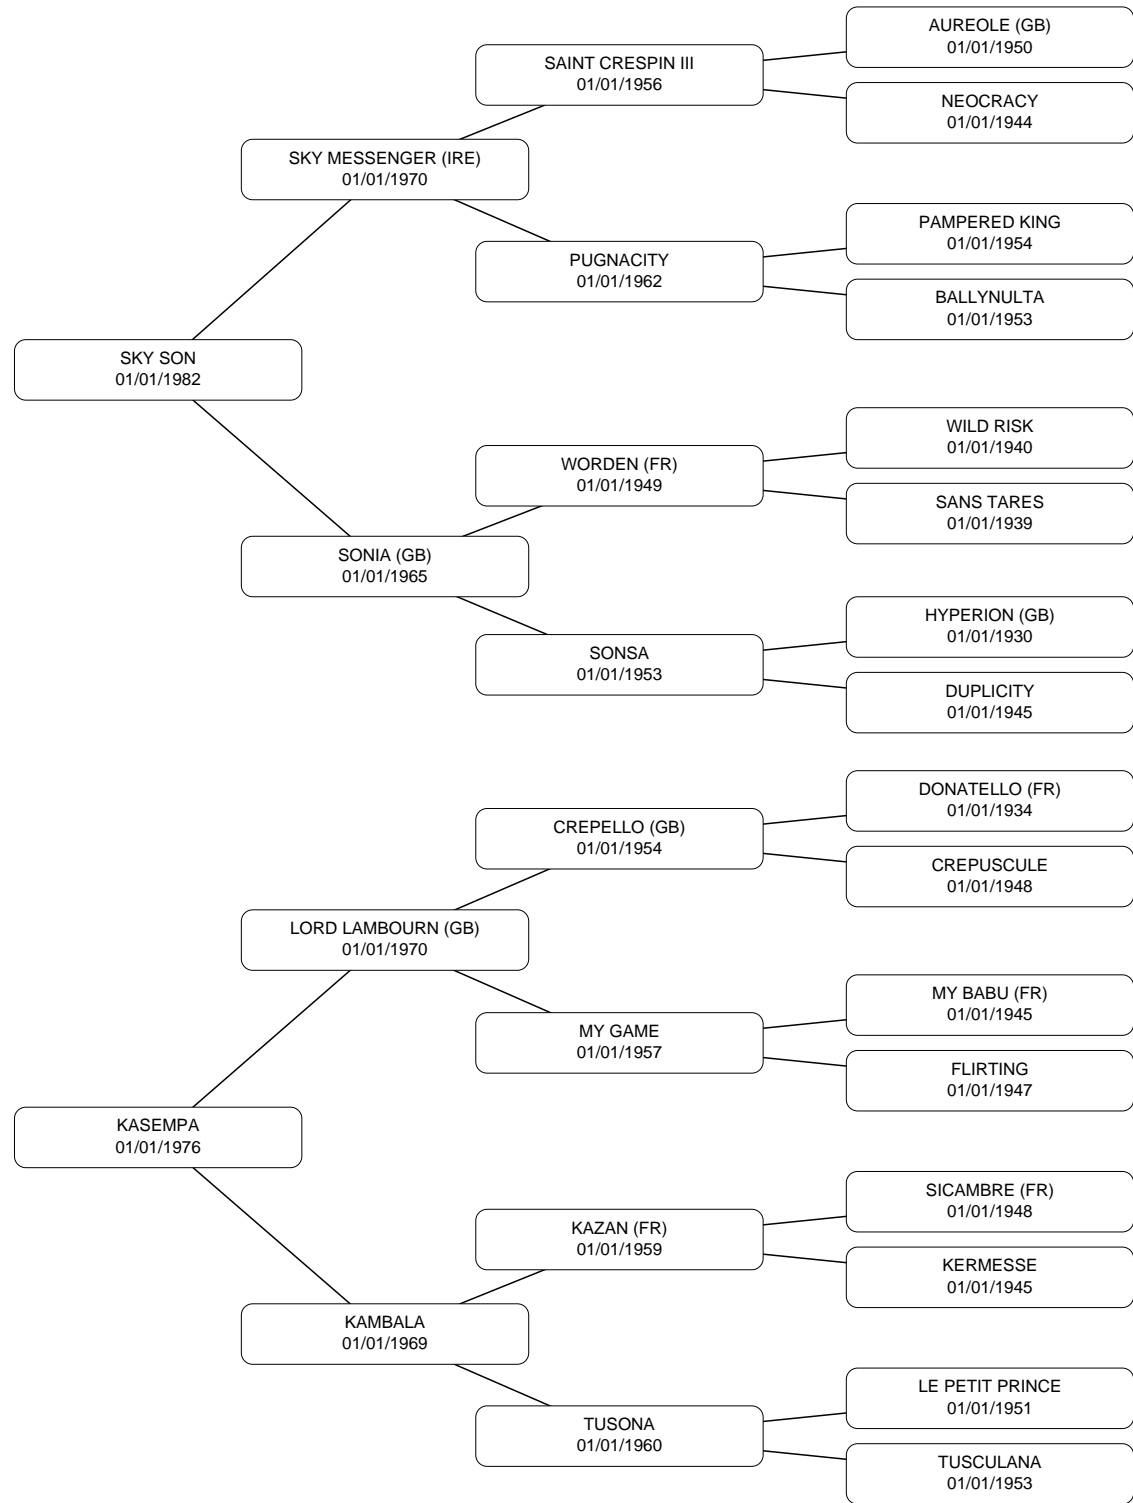 AUREOLE (GB)
01/01/1950
SAINT CRESPIN III
01/01/1956
NEOCRACY
01/01/1944
SKY MESSENGER (IRE)
01/01/1970
PAMPERED KING
01/01/1954
PUGNACITY
01/01/1962
BALLYNULTA
01/01/1953
SKY SON
01/01/1982
WILD RISK
01/01/1940
WORDEN (FR)
01/01/1949
SANS TARES
01/01/1939
SONIA (GB)
01/01/1965
HYPERION (GB)
01/01/1930
SONSA
01/01/1953
DUPLICITY
01/01/1945
DONATELLO (FR)
01/01/1934
CREPELLO (GB)
01/01/1954
CREPUSCULE
01/01/1948
LORD LAMBOURN (GB)
01/01/1970
MY BABU (FR)
01/01/1945
MY GAME
01/01/1957
FLIRTING
01/01/1947
KASEMPA
01/01/1976
SICAMBRE (FR)
01/01/1948
KAZAN (FR)
01/01/1959
KERMESSE
01/01/1945
KAMBALA
01/01/1969
LE PETIT PRINCE
01/01/1951
TUSONA
01/01/1960
TUSCULANA
01/01/1953